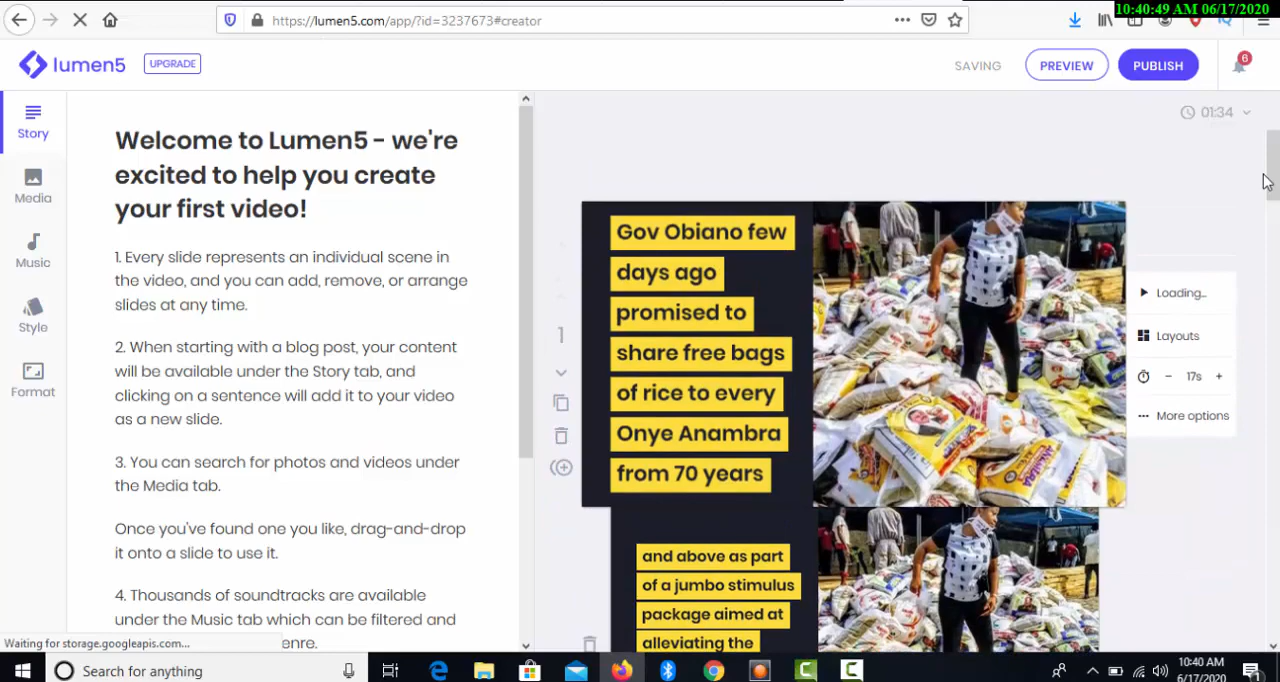 10:40:49 AM 06/17/2020
https://lumen5.com/app/?id=3237673#creator
lumen5
UPGRADE
SAVING
PREVIEW
PUBLISH
6
Story
Media
Music
Style
Format
Welcome to Lumen5 - we're
excited to help you create
your first video!
1. Every slide represents an individual scene in
the video, and you can add, remove, or arrange
slides at any time.
2. When starting with a blog post, your content
will be available under the Story tab, and
clicking on a sentence will add it to your video
as a new slide.
3. You can search for photos and videos under
the Media tab.
Once you've found one you like, drag-and-drop
it onto a slide to use it.
4. Thousands of soundtracks are available
under the Music tab which can be filtered and
enre.
Waiting for storage.googleapis.com...
01:34
1
Gov Obiano few
days ago
promised to
share free bags
of rice to every
Onye Anambra
from 70 years
Loading...
Layouts
- 17s +
More options
and above as part
of a jumbo stimulus
package aimed at
alleviating the
Search for anything
10:40 AM
6/17/2020
1